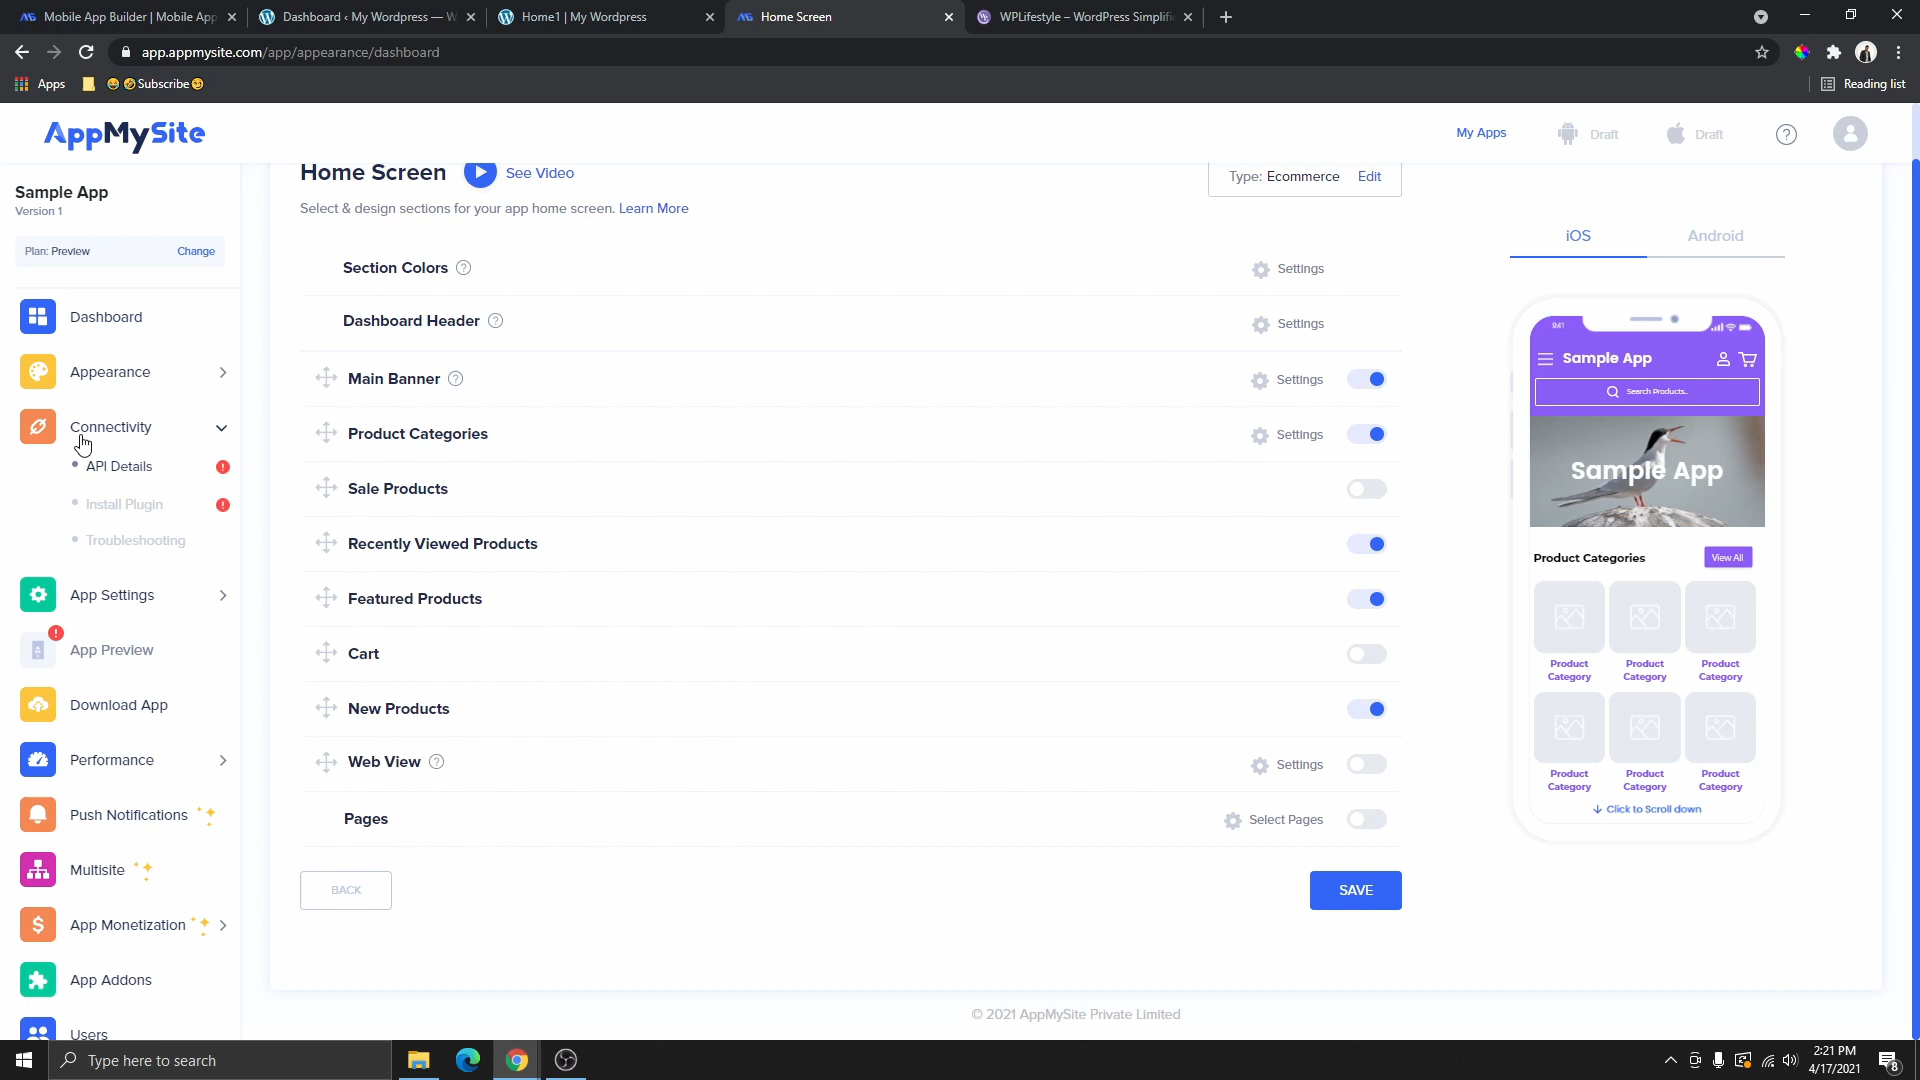 Mobile App Builder | Mobile App
Dashboard ‹ My Wordpress — W
Home1 | My Wordpress
Home Screen
WPLifestyle – WordPress Simplifi
app.appmysite.com/app/appearance/dashboard
Apps
Subscribe
Reading list
AppMySite
My Apps
Draft
Draft
Sample App
Version 1
Plan: Preview
Change
Dashboard
Appearance
Connectivity
API Details
Install Plugin
Troubleshooting
App Settings
App Preview
Download App
Performance
Push Notifications
Multisite
App Monetization
App Addons
Users
Home Screen
See Video
Type: Ecommerce Edit
Select & design sections for your app home screen. Learn More
Section Colors
Settings
Dashboard Header
Settings
Main Banner
Settings
Product Categories
Settings
Sale Products
Recently Viewed Products
Featured Products
Cart
New Products
Web View
Settings
Pages
Select Pages
BACK
SAVE
iOS
Android
9:41
Sample App
Search Products..
Sample App
Product Categories
View All
Product Category
Product Category
Product Category
Product Category
Product Category
Product Category
Click to Scroll down
© 2021 AppMySite Private Limited
Type here to search
2:21 PM
4/17/2021
8